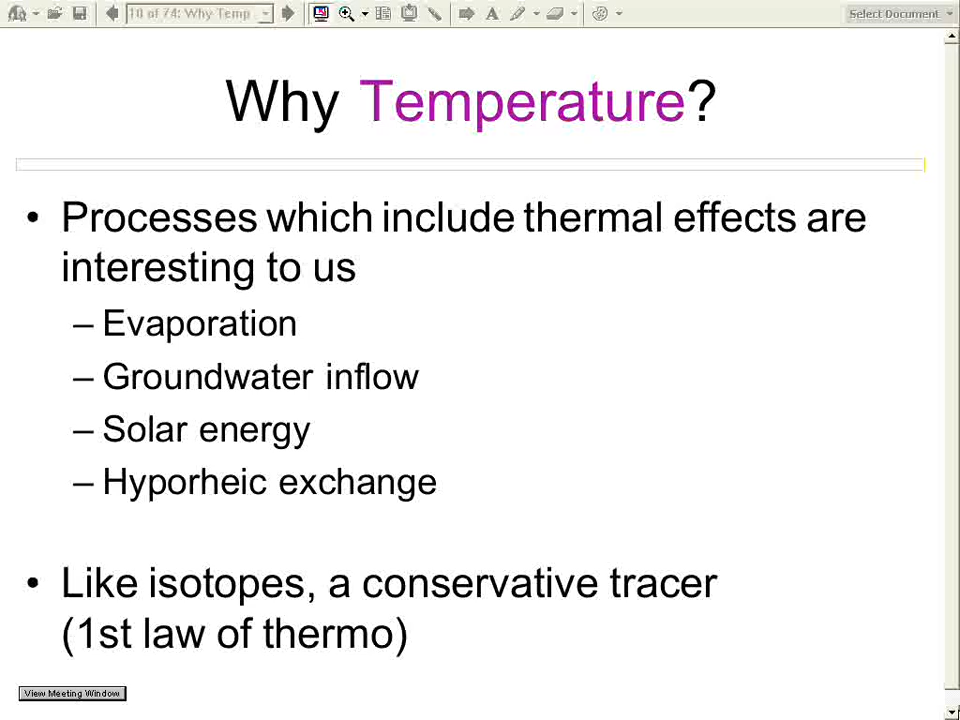 10 of 74: Why Temp
Select Document
Why Temperature?
• Processes which include thermal effects are
interesting to us
– Evaporation
– Groundwater inflow
– Solar energy
– Hyporheic exchange
• Like isotopes, a conservative tracer
(1st law of thermo)
View Meeting Window